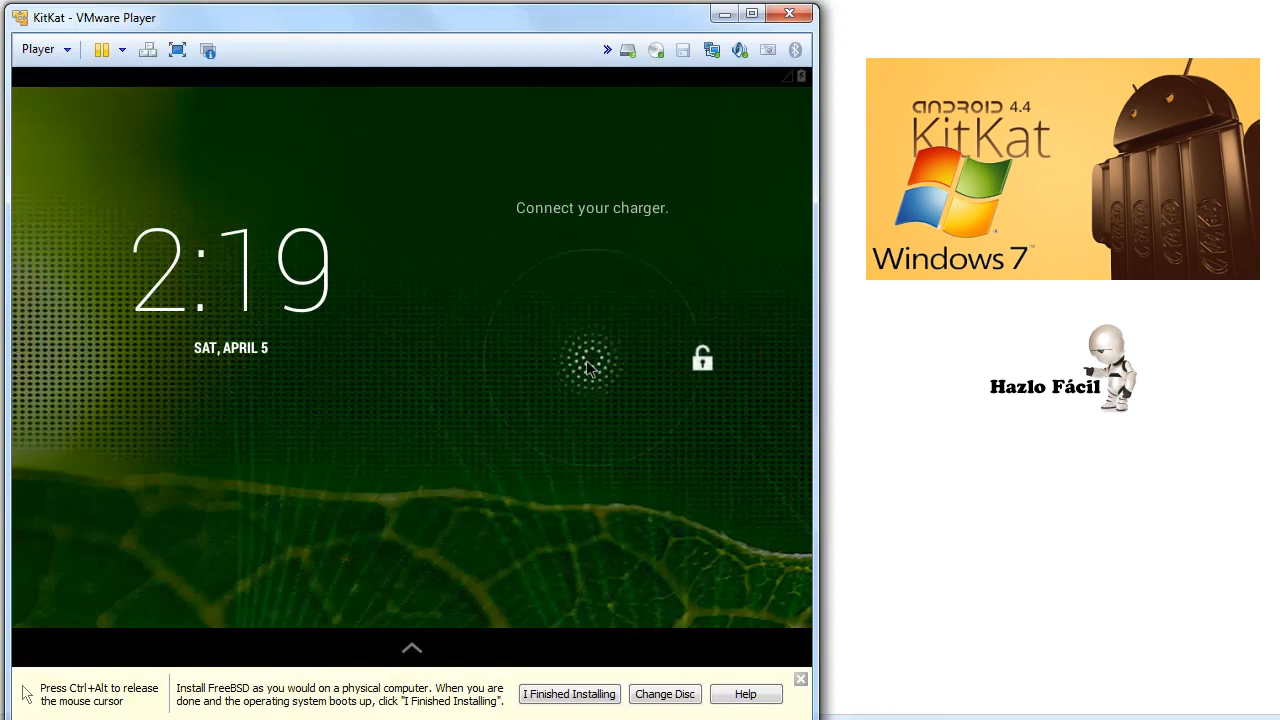 KitKat - VMware Player
Player
Connect your charger.
2:19
SAT, APRIL 5
Press Ctrl+Alt to release
the mouse cursor
Install FreeBSD as you would on a physical computer. When you are
done and the operating system boots up, click "I Finished Installing".
I Finished Installing
Change Disc
Help
ANDROID 4.4
KitKat
Windows 7™
Hazlo Fácil